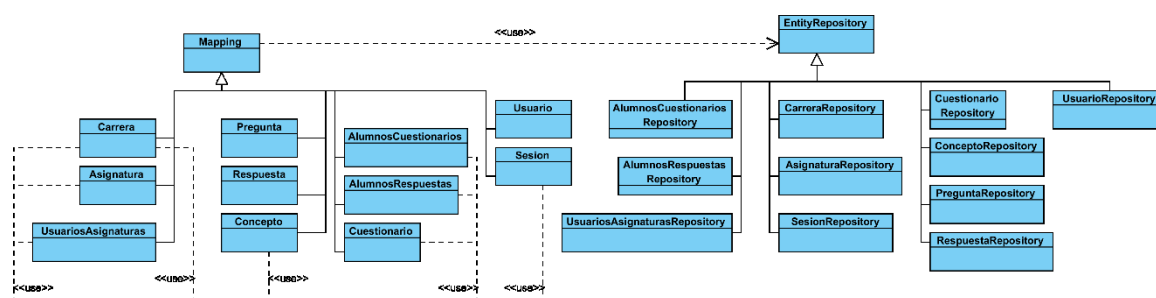 EntityRepository
<<use>>
Mapping
Usuario
AlumnosCuestionarios
Repository
CarreraRepository
Cuestionario
Repository
UsuarioRepository
Carrera
Pregunta
AlumnosCuestionarios
Sesion
ConceptoRepository
Asignatura
Respuesta
AlumnosRespuestas
AlumnosRespuestas
Repository
AsignaturaRepository
PreguntaRepository
UsuariosAsignaturas
Concepto
Cuestionario
UsuariosAsignaturasRepository
SesionRepository
RespuestaRepository
<<use>>
<<use>>
<<use>>
<<use>>
<<use>>